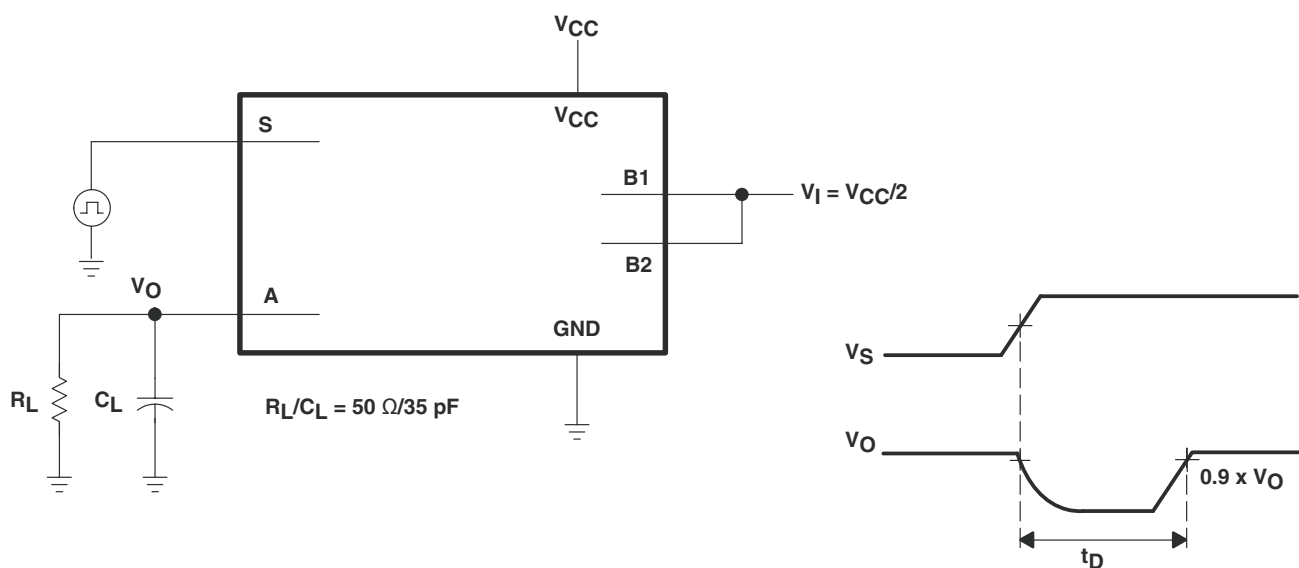 VCC
S
VCC
B1
VI = VCC/2
B2
VO
A
GND
RL
CL
RL/CL = 50 Ω/35 pF
VS
VO
0.9 x VO
tD